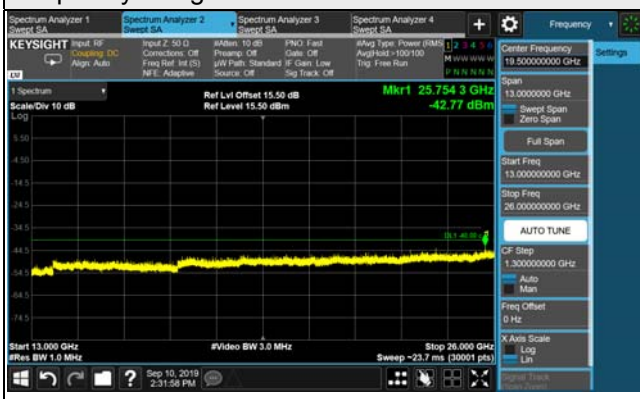 Spectrum Analyzer 1
Swept SA
Spectrum Analyzer 2
Swept SA
Spectrum Analyzer 3
Swept SA
Spectrum Analyzer 4
Swept SA
+
Frequency
KEYSIGHT
Input: RF
Coupling: DC
Align: Auto
Input Z: 50 Ω
Corrections: Off
Freq Ref: Int (S)
NFE: Adaptive
#Atten: 10 dB
Preamp: Off
µW Path: Standard
Source: Off
PNO: Fast
Gate: Off
IF Gain: Low
Sig Track: Off
#Avg Type: Power (RMS
Avg|Hold:>100/100
Trig: Free Run
1 2 3 4 5 6
M W W W W W
P N N N N N
LXI
1 Spectrum
Scale/Div 10 dB
Log
Ref Lvl Offset 15.50 dB
Ref Level 15.50 dBm
Mkr1 25.754 3 GHz
-42.77 dBm
5.50
-4.50
-14.5
-24.5
-34.5
-44.5
-54.5
-64.5
-74.5
Start 13.000 GHz
#Res BW 1.0 MHz
#Video BW 3.0 MHz
Stop 26.000 GHz
Sweep ~23.7 ms (30001 pts)
Center Frequency
19.500000000 GHz
Settings
Span
13.0000000 GHz
Swept Span
Zero Span
Full Span
Start Freq
13.000000000 GHz
Stop Freq
26.000000000 GHz
AUTO TUNE
CF Step
1.300000000 GHz
Auto
Man
Freq Offset
0 Hz
X Axis Scale
Log
Lin
Signal Track
Sep 10, 2019
2:31:58 PM
?